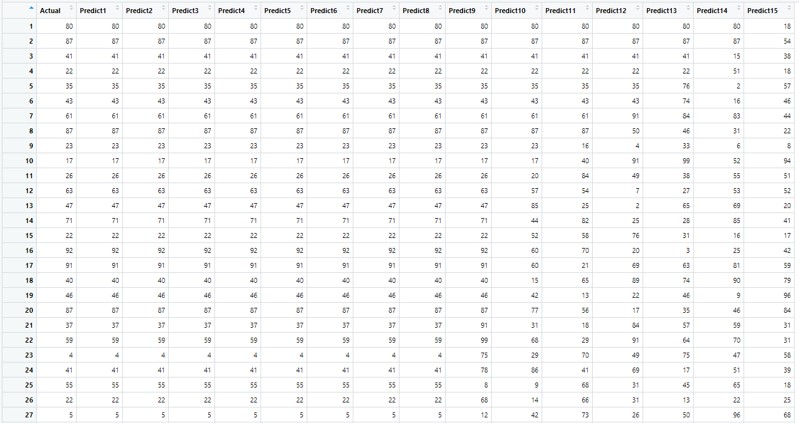 Actual Predict1 Predict2 Predict3 Predict4 Predict5 Predict6 Predict7 Predict8 Predict9 Predict10 Predict11 Predict12 Predict13 Predict14 Predict15
1 80 80 80 80 80 80 80 80 80 80 80 80 80 80 80 18
2 87 87 87 87 87 87 87 87 87 87 87 87 87 87 87 54
3 41 41 41 41 41 41 41 41 41 41 41 41 41 41 15 38
4 22 22 22 22 22 22 22 22 22 22 22 22 22 22 51 18
5 35 35 35 35 35 35 35 35 35 35 35 35 35 76 2 57
6 43 43 43 43 43 43 43 43 43 43 43 43 43 74 16 46
7 61 61 61 61 61 61 61 61 61 61 61 61 91 84 83 44
8 87 87 87 87 87 87 87 87 87 87 87 87 50 46 31 22
9 23 23 23 23 23 23 23 23 23 23 23 16 4 33 6 8
10 17 17 17 17 17 17 17 17 17 17 17 40 91 99 52 94
11 26 26 26 26 26 26 26 26 26 26 20 84 49 38 55 51
12 63 63 63 63 63 63 63 63 63 63 57 54 7 27 53 52
13 47 47 47 47 47 47 47 47 47 47 85 25 2 65 69 20
14 71 71 71 71 71 71 71 71 71 71 44 82 25 28 85 41
15 22 22 22 22 22 22 22 22 22 22 52 58 76 31 16 17
16 92 92 92 92 92 92 92 92 92 92 60 70 20 3 25 42
17 91 91 91 91 91 91 91 91 91 91 60 21 69 63 81 59
18 40 40 40 40 40 40 40 40 40 40 15 65 89 74 90 79
19 46 46 46 46 46 46 46 46 46 46 42 13 22 46 9 96
20 87 87 87 87 87 87 87 87 87 87 77 56 17 35 46 84
21 37 37 37 37 37 37 37 37 37 91 31 18 84 57 59 31
22 59 59 59 59 59 59 59 59 59 99 68 29 91 64 70 31
23 4 4 4 4 4 4 4 4 4 75 29 70 49 75 47 58
24 41 41 41 41 41 41 41 41 41 78 86 41 69 17 51 39
25 55 55 55 55 55 55 55 55 55 8 9 68 31 45 65 18
26 22 22 22 22 22 22 22 22 22 68 14 66 31 13 22 25
27 5 5 5 5 5 5 5 5 5 12 42 73 26 50 96 68